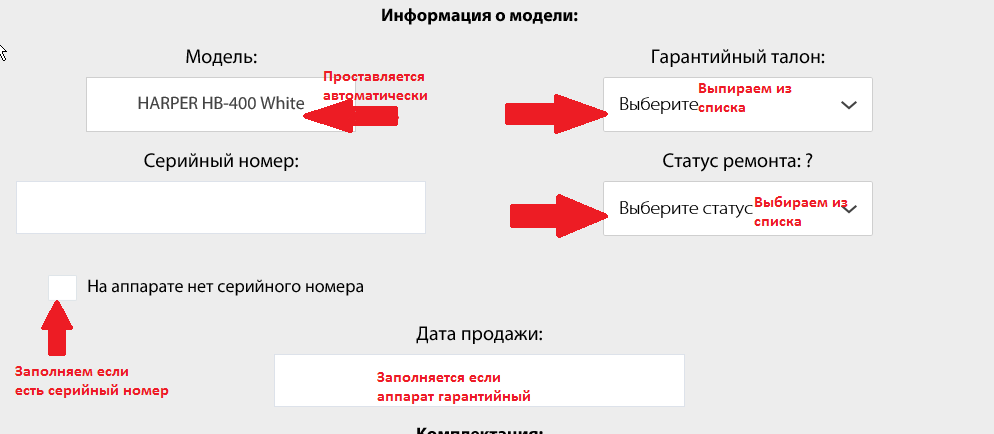 Информация о модели:
Модель:
Гарантийный талон:
Проставляется
автоматически
HARPER HB-400 White
Выпираем из
списка
Выберите
Серийный номер:
Статус ремонта: ?
Выбираем из
списка
Выберите статус
На аппарате нет серийного номера
Заполняем если
есть серийный номер
Дата продажи:
Заполняется если
аппарат гарантийный
Комплектация: